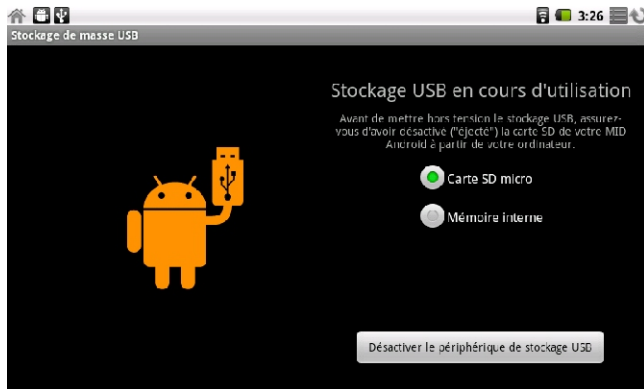 3:26
Stockage de masse USB
Stockage USB en cours d'utilisation
Avant de mettre hors tension le stockage USB, assurez-
vous d'avoir désactivé ("éjecté") la carte SD de votre MID
Android à partir de votre ordinateur.
Carte SD micro
Mémoire interne
Désactiver le périphérique de stockage USB